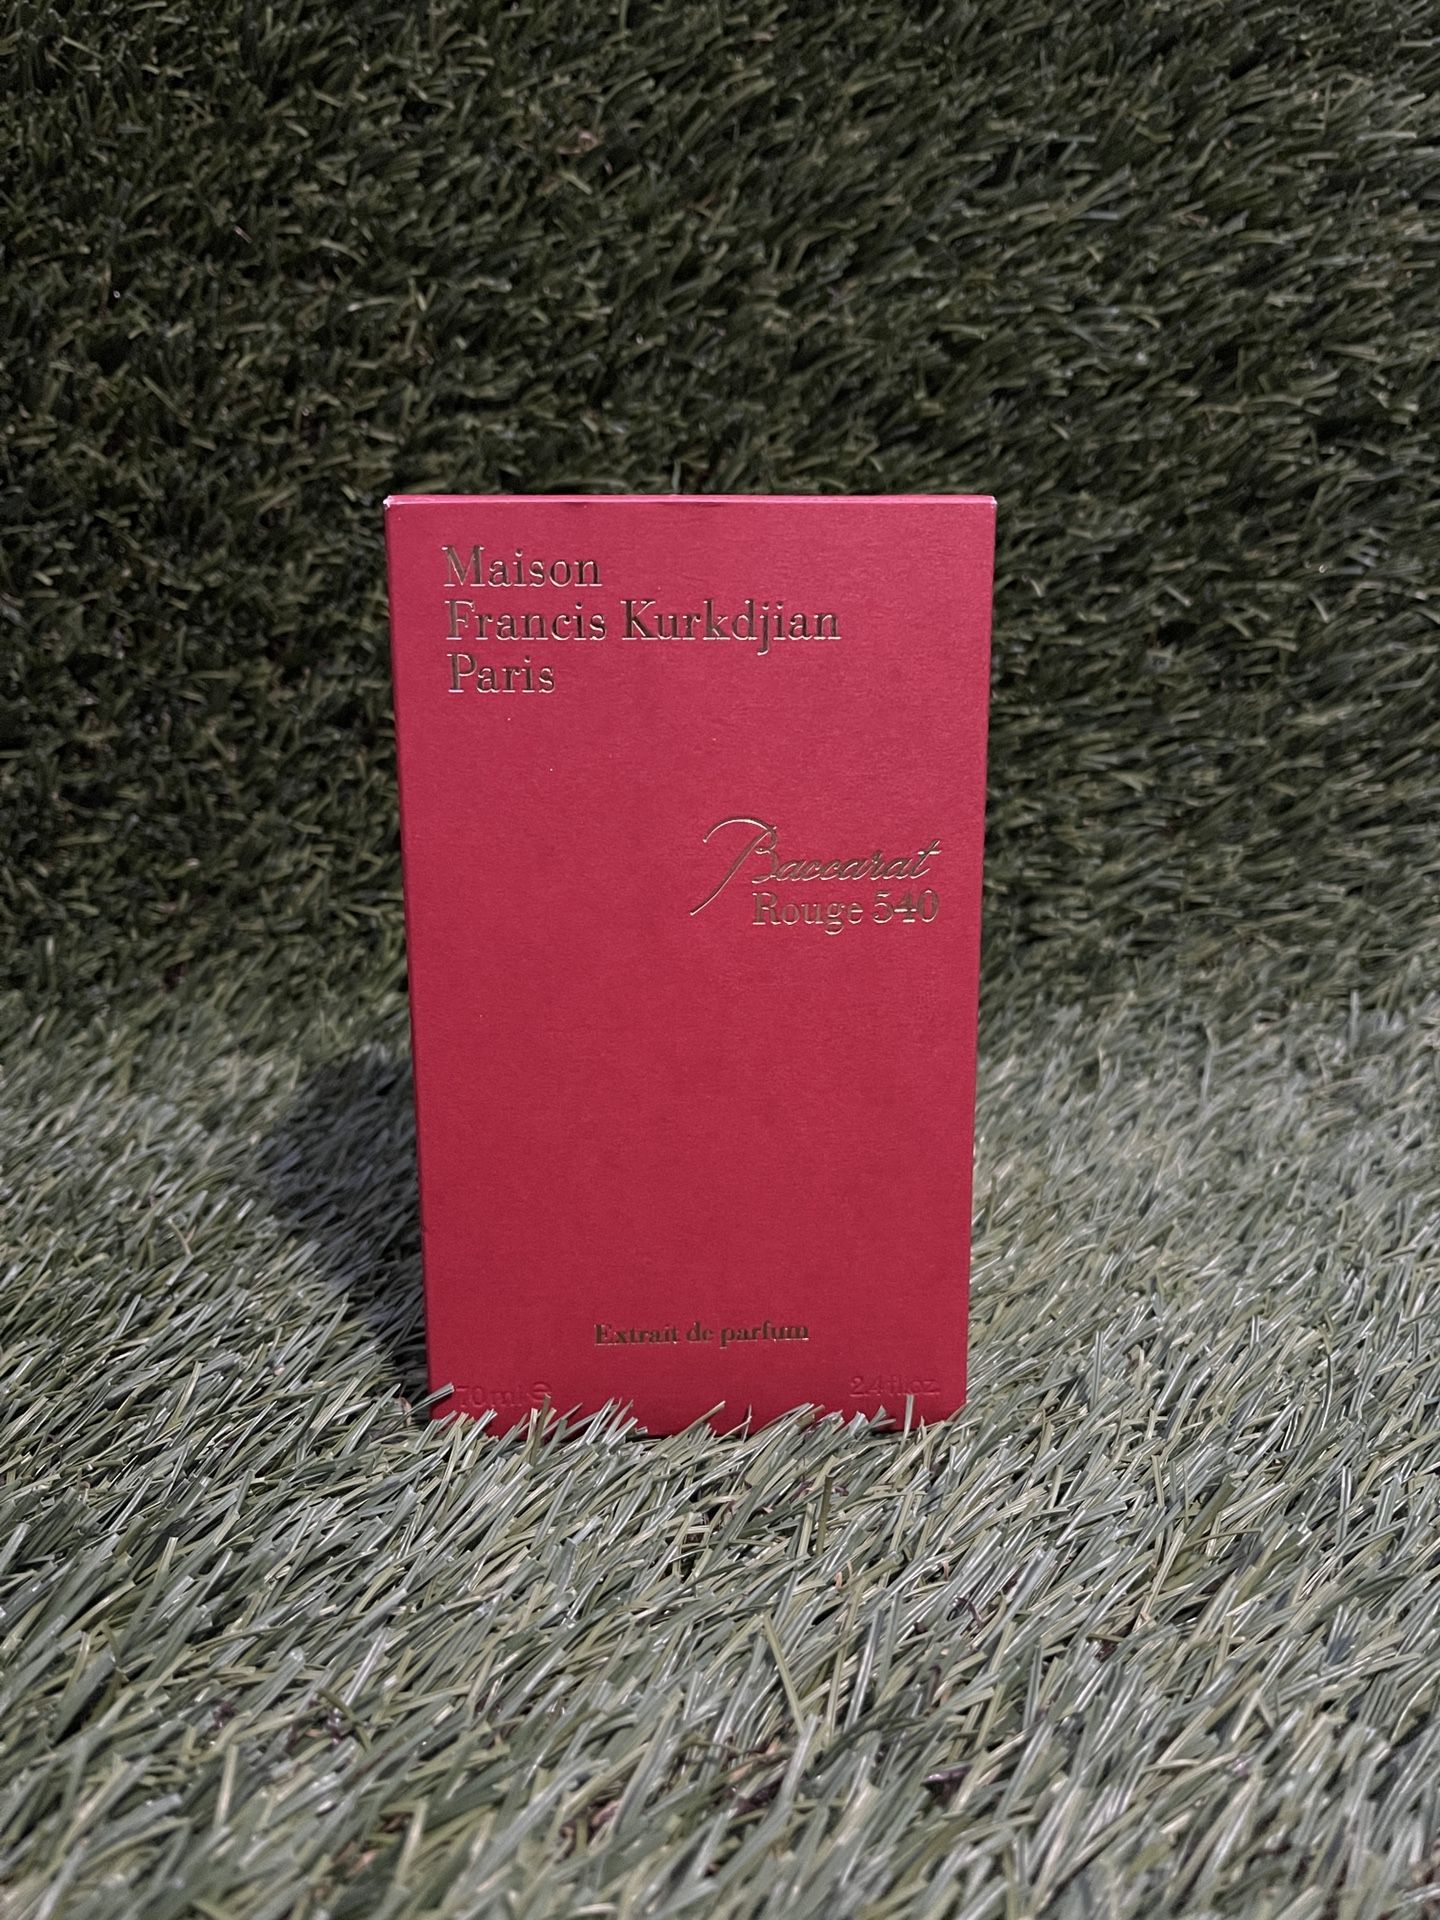 Maison
Francis Kurkdjian
Paris
Baccarat
Rouge 540
Extrait de parfum
70 ml ℮ 2.4 fl.oz.